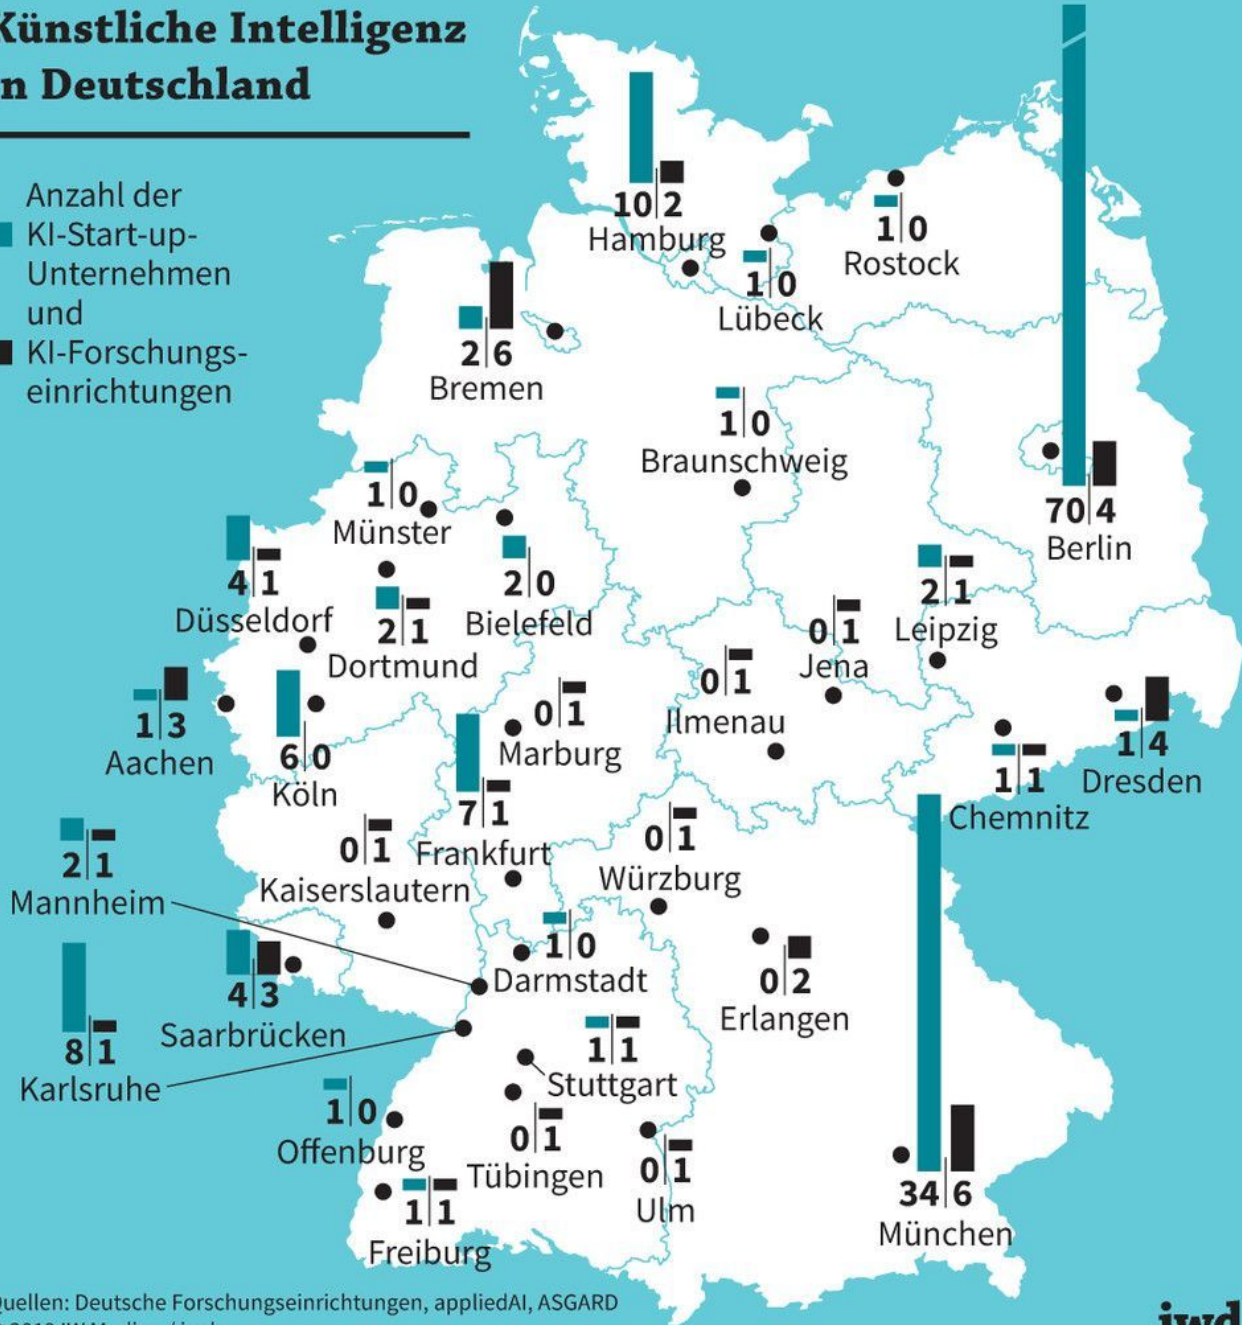 Künstliche Intelligenz
n Deutschland
Anzahl der
KI-Start-up-
Unternehmen
und
KI-Forschungs-
einrichtungen
10|2
Hamburg
1|0
Rostock
1|0
Lübeck
2|6
Bremen
1|0
Braunschweig
70|4
Berlin
1|0
Münster
4|1
Düsseldorf
2|0
Bielefeld
2|1
Dortmund
2|1
Leipzig
0|1
Jena
0|1
Ilmenau
0|1
Marburg
1|3
Aachen
6|0
Köln
1|4
Dresden
1|1
Chemnitz
7|1
Frankfurt
0|1
Kaiserslautern
0|1
Würzburg
2|1
Mannheim
1|0
Darmstadt
0|2
Erlangen
4|3
Saarbrücken
8|1
Karlsruhe
1|1
Stuttgart
1|0
Offenburg
0|1
Tübingen
0|1
Ulm
1|1
Freiburg
34|6
München
Quellen: Deutsche Forschungseinrichtungen, appliedAI, ASGARD
iwd